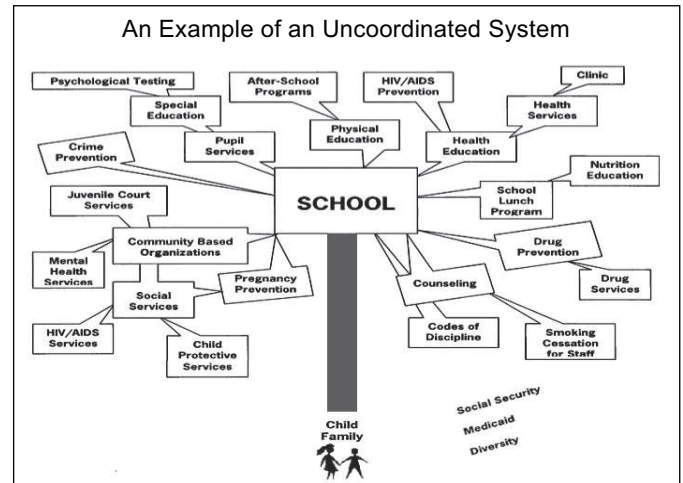 An Example of an Uncoordinated System
Psychological Testing
After-School
Programs
HIV/AIDS
Prevention
Clinic
Special
Education
Health
Services
Physical
Education
Crime
Prevention
Pupil
Services
Health
Education
Nutrition
Education
SCHOOL
School
Lunch
Program
Juvenile Court
Services
Community Based
Organizations
Drug
Prevention
Mental
Health
Services
Pregnancy
Prevention
Counseling
Drug
Services
Social
Services
HIV/AIDS
Services
Child
Protective
Services
Codes of
Discipline
Smoking
Cessation
for Staff
Child
Family
Social Security
Medicaid
Diversity